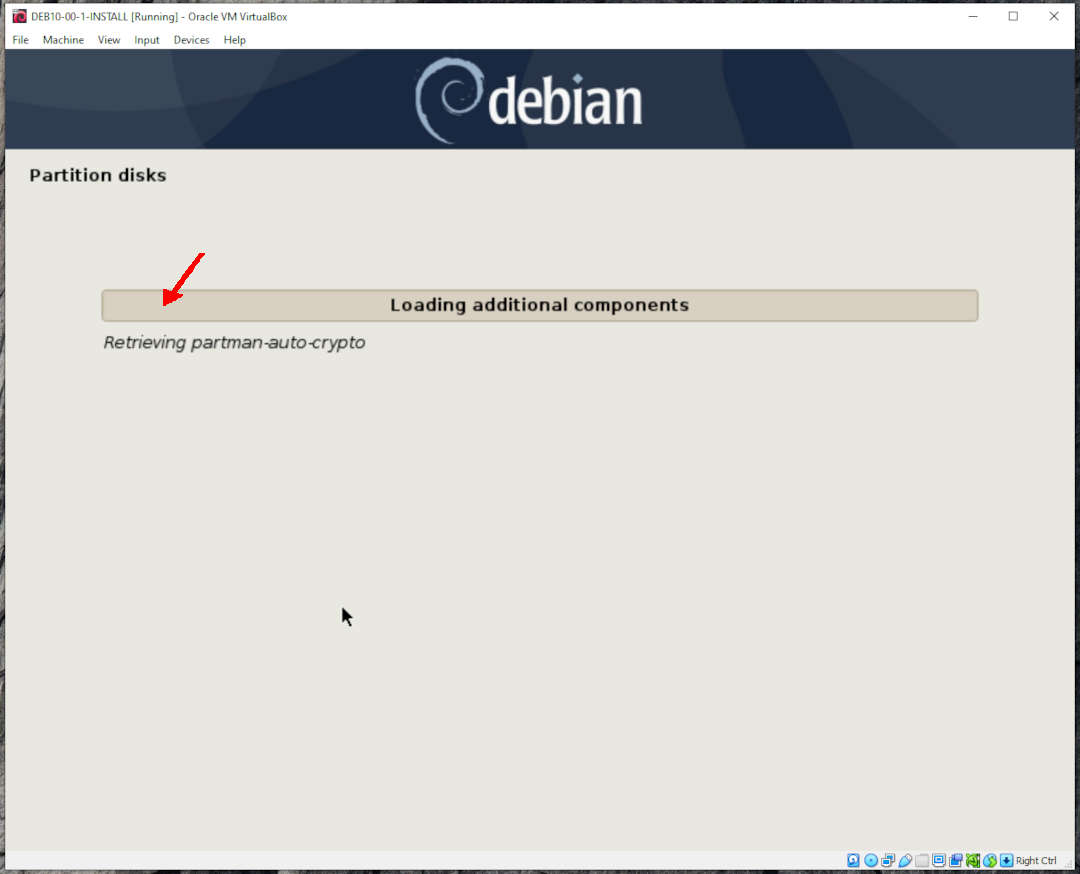 DEB10-00-1-INSTALL [Running] - Oracle VM VirtualBox
File Machine View Input Devices Help
debian
Partition disks
Loading additional components
Retrieving partman-auto-crypto
Right Ctrl